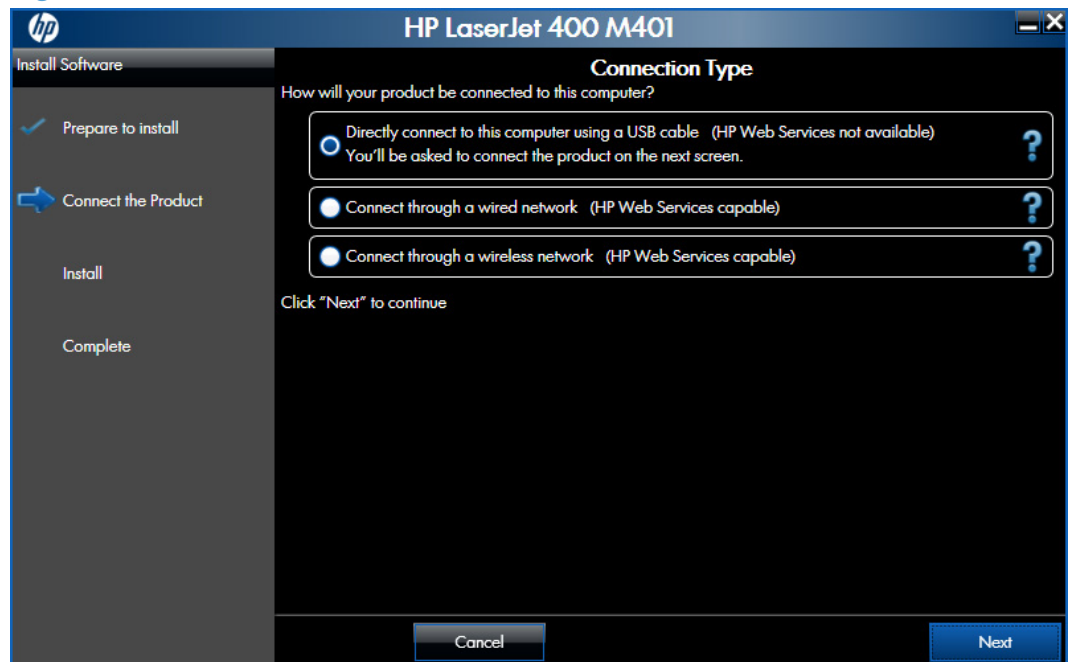 hp
HP LaserJet 400 M401
Install Software
Prepare to install
Connect the Product
Install
Complete
Connection Type
How will your product be connected to this computer?
Directly connect to this computer using a USB cable (HP Web Services not available)
You'll be asked to connect the product on the next screen.
?
Connect through a wired network (HP Web Services capable)
?
Connect through a wireless network (HP Web Services capable)
?
Click "Next" to continue
Cancel
Next